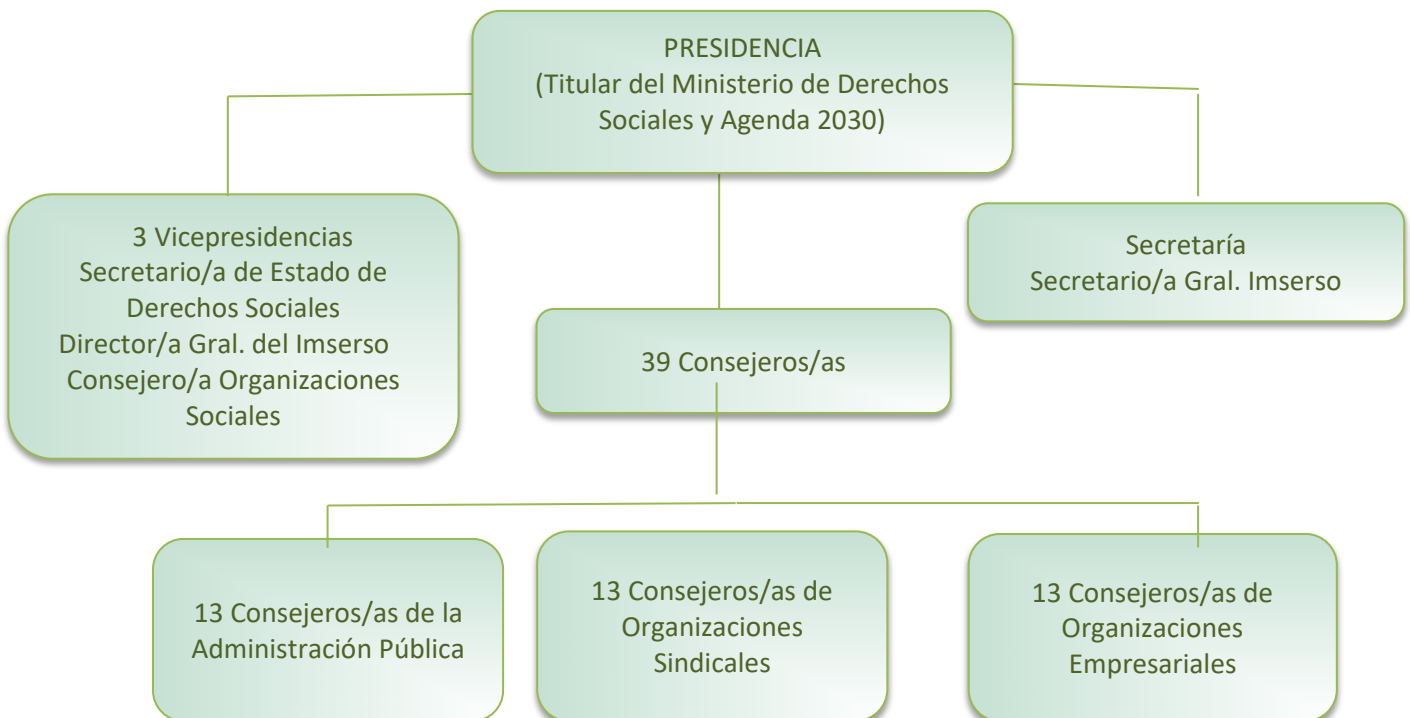 PRESIDENCIA
(Titular del Ministerio de Derechos
Sociales y Agenda 2030)
3 Vicepresidencias
Secretario/a de Estado de
Derechos Sociales
Director/a Gral. del Imserso
Consejero/a Organizaciones
Sociales
Secretaría
Secretario/a Gral. Imserso
39 Consejeros/as
13 Consejeros/as de la
Administración Pública
13 Consejeros/as de
Organizaciones
Sindicales
13 Consejeros/as de
Organizaciones
Empresariales